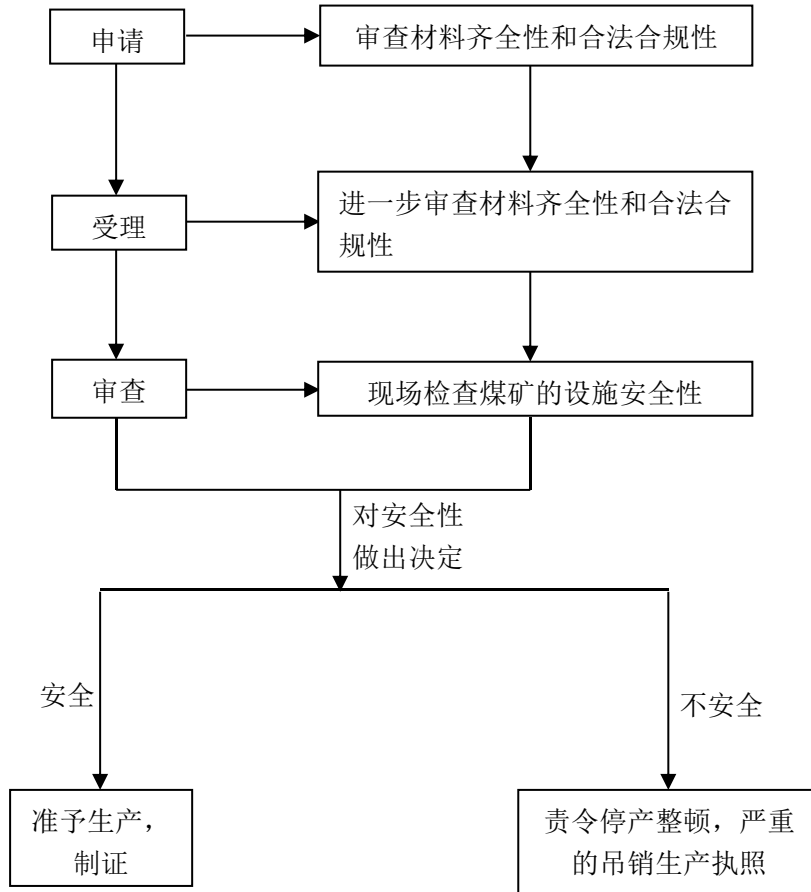 申请
审查材料齐全性和合法合规性
受理
进一步审查材料齐全性和合法合
规性
审查
现场检查煤矿的设施安全性
对安全性
做出决定
安全
不安全
准予生产，
制证
责令停产整顿，严重
的吊销生产执照